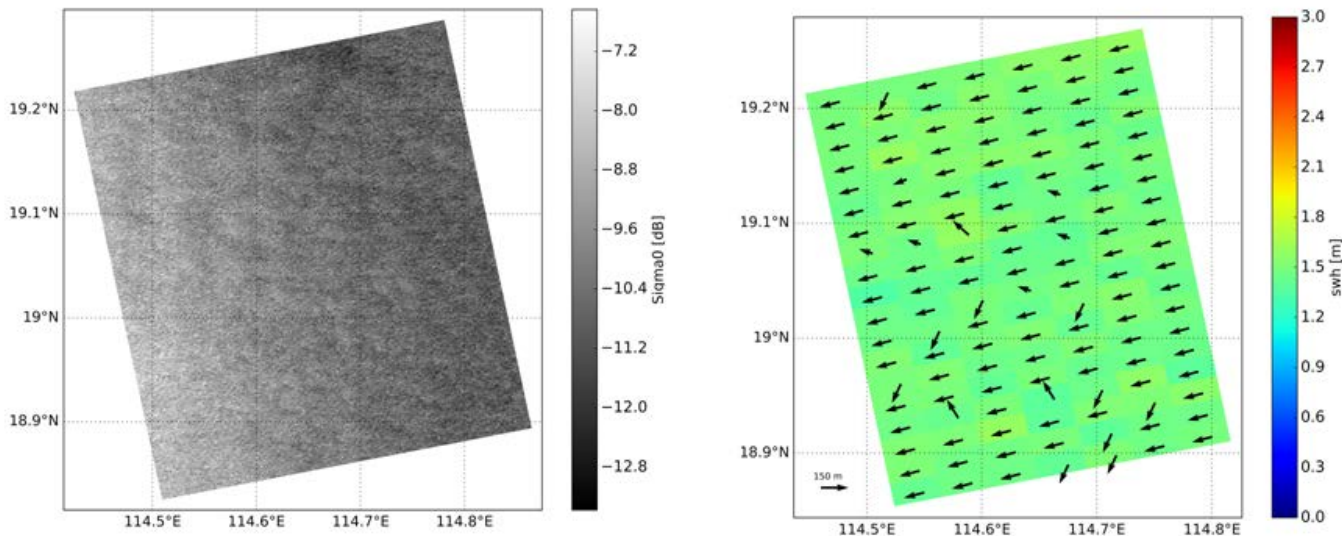 19.2°N
19.1°N
19°N
18.9°N
114.5°E
114.6°E
114.7°E
114.8°E
−7.2
−8.0
−8.8
−9.6
−10.4
−11.2
−12.0
−12.8
Sigma0 [dB]
19.2°N
19.1°N
19°N
18.9°N
150 m
114.5°E
114.6°E
114.7°E
114.8°E
3.0
2.7
2.4
2.1
1.8
1.5
1.2
0.9
0.6
0.3
0.0
swh [m]